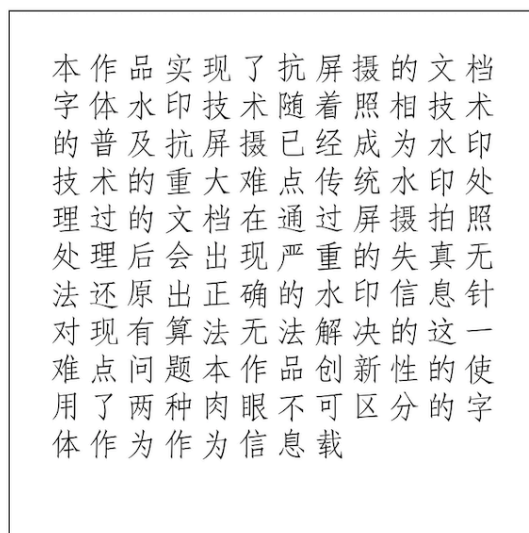 本作品实现了抗屏摄的文档
字体水印技术随着照相技术
的普及抗屏摄已经成为水印
技术的重大难点传统水印处
理过的文档在通过屏摄拍照
处理后会出现严重的失真无
法还原出正确的水印信息针
对现有算法无法解决的这一
难点问题本作品创新性的使
用了两种肉眼不可区分的字
体作为作为信息载